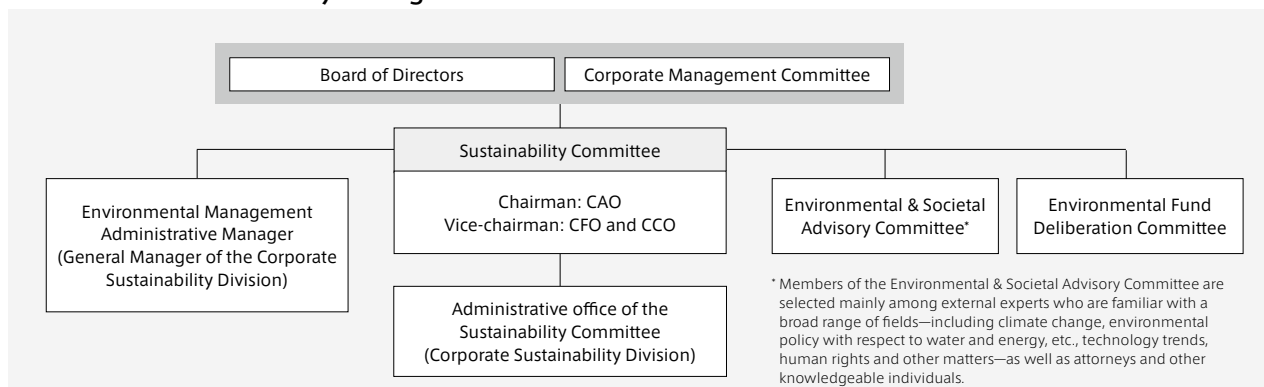 Board of Directors
Corporate Management Committee
Sustainability Committee
Chairman: CAO
Vice-chairman: CFO and CCO
Environmental Management
Administrative Manager
(General Manager of the Corporate
Sustainability Division)
Environmental & Societal
Advisory Committee*
Environmental Fund
Deliberation Committee
Administrative office of the
Sustainability Committee
(Corporate Sustainability Division)
* Members of the Environmental & Societal Advisory Committee are
selected mainly among external experts who are familiar with a
broad range of fields—including climate change, environmental
policy with respect to water and energy, etc., technology trends,
human rights and other matters—as well as attorneys and other
knowledgeable individuals.